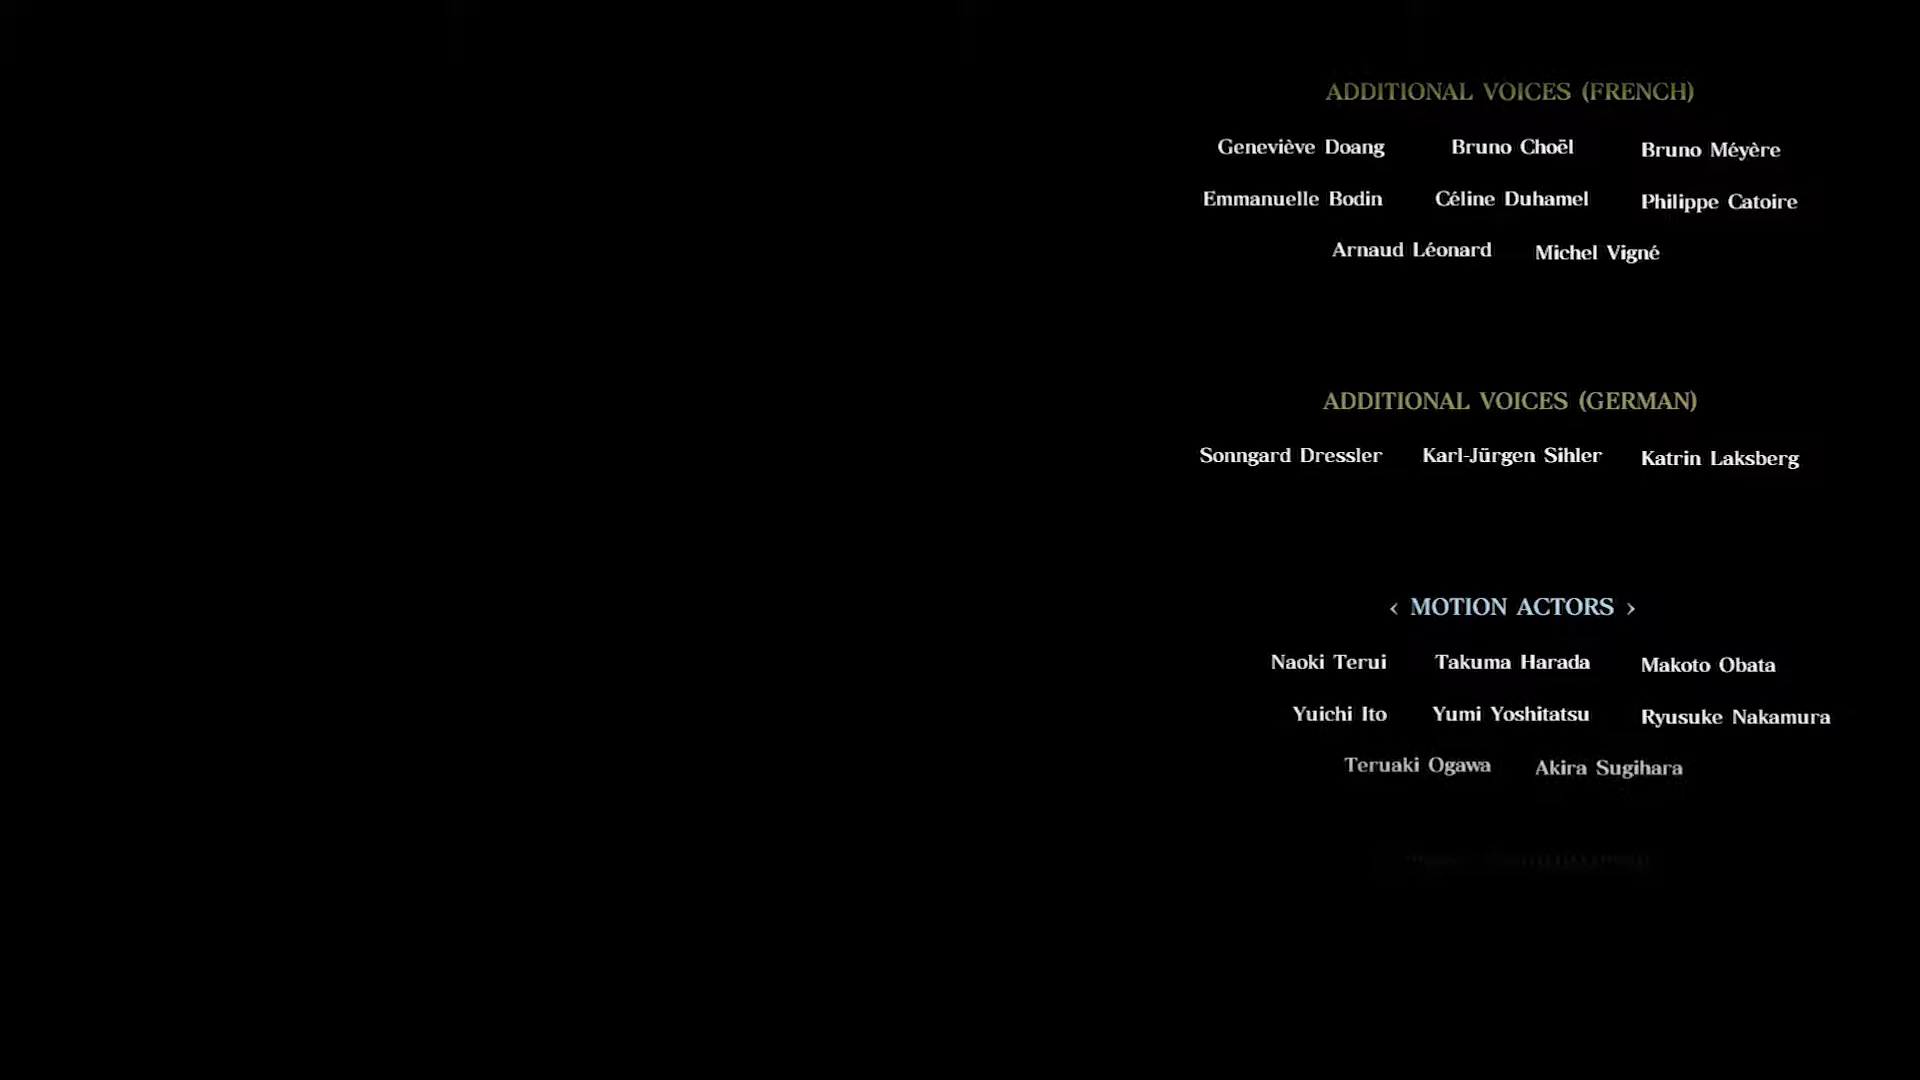 ADDITIONAL VOICES (FRENCH)
Geneviève Doang Bruno Choël Bruno Méyère
Emmanuelle Bodin Céline Duhamel Philippe Catoire
Arnaud Léonard Michel Vigné
ADDITIONAL VOICES (GERMAN)
Sonngard Dressler Karl-Jürgen Sihler Katrin Laksberg
‹ MOTION ACTORS ›
Naoki Terui Takuma Harada Makoto Obata
Yuichi Ito Yumi Yoshitatsu Ryusuke Nakamura
Teruaki Ogawa Akira Sugihara